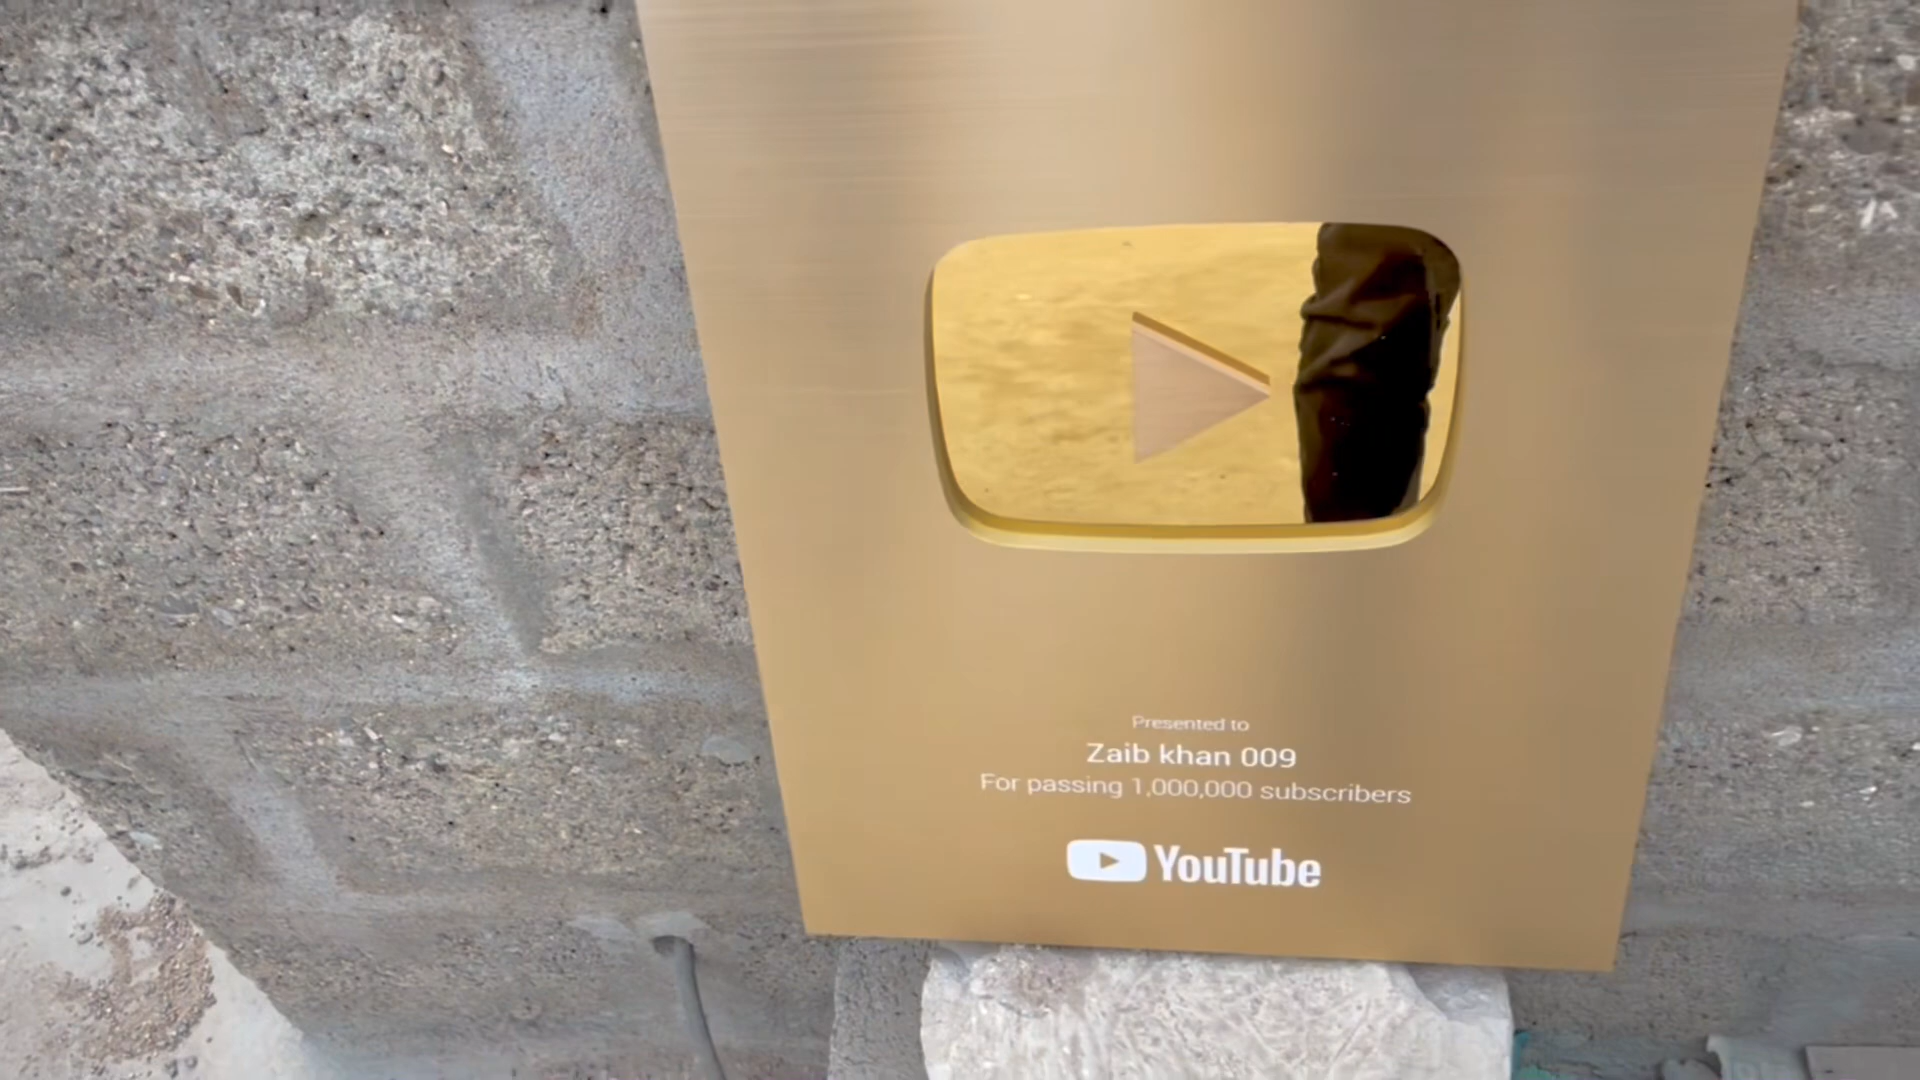 Presented to
Zaib khan 009
For passing 1,000,000 subscribers
YouTube